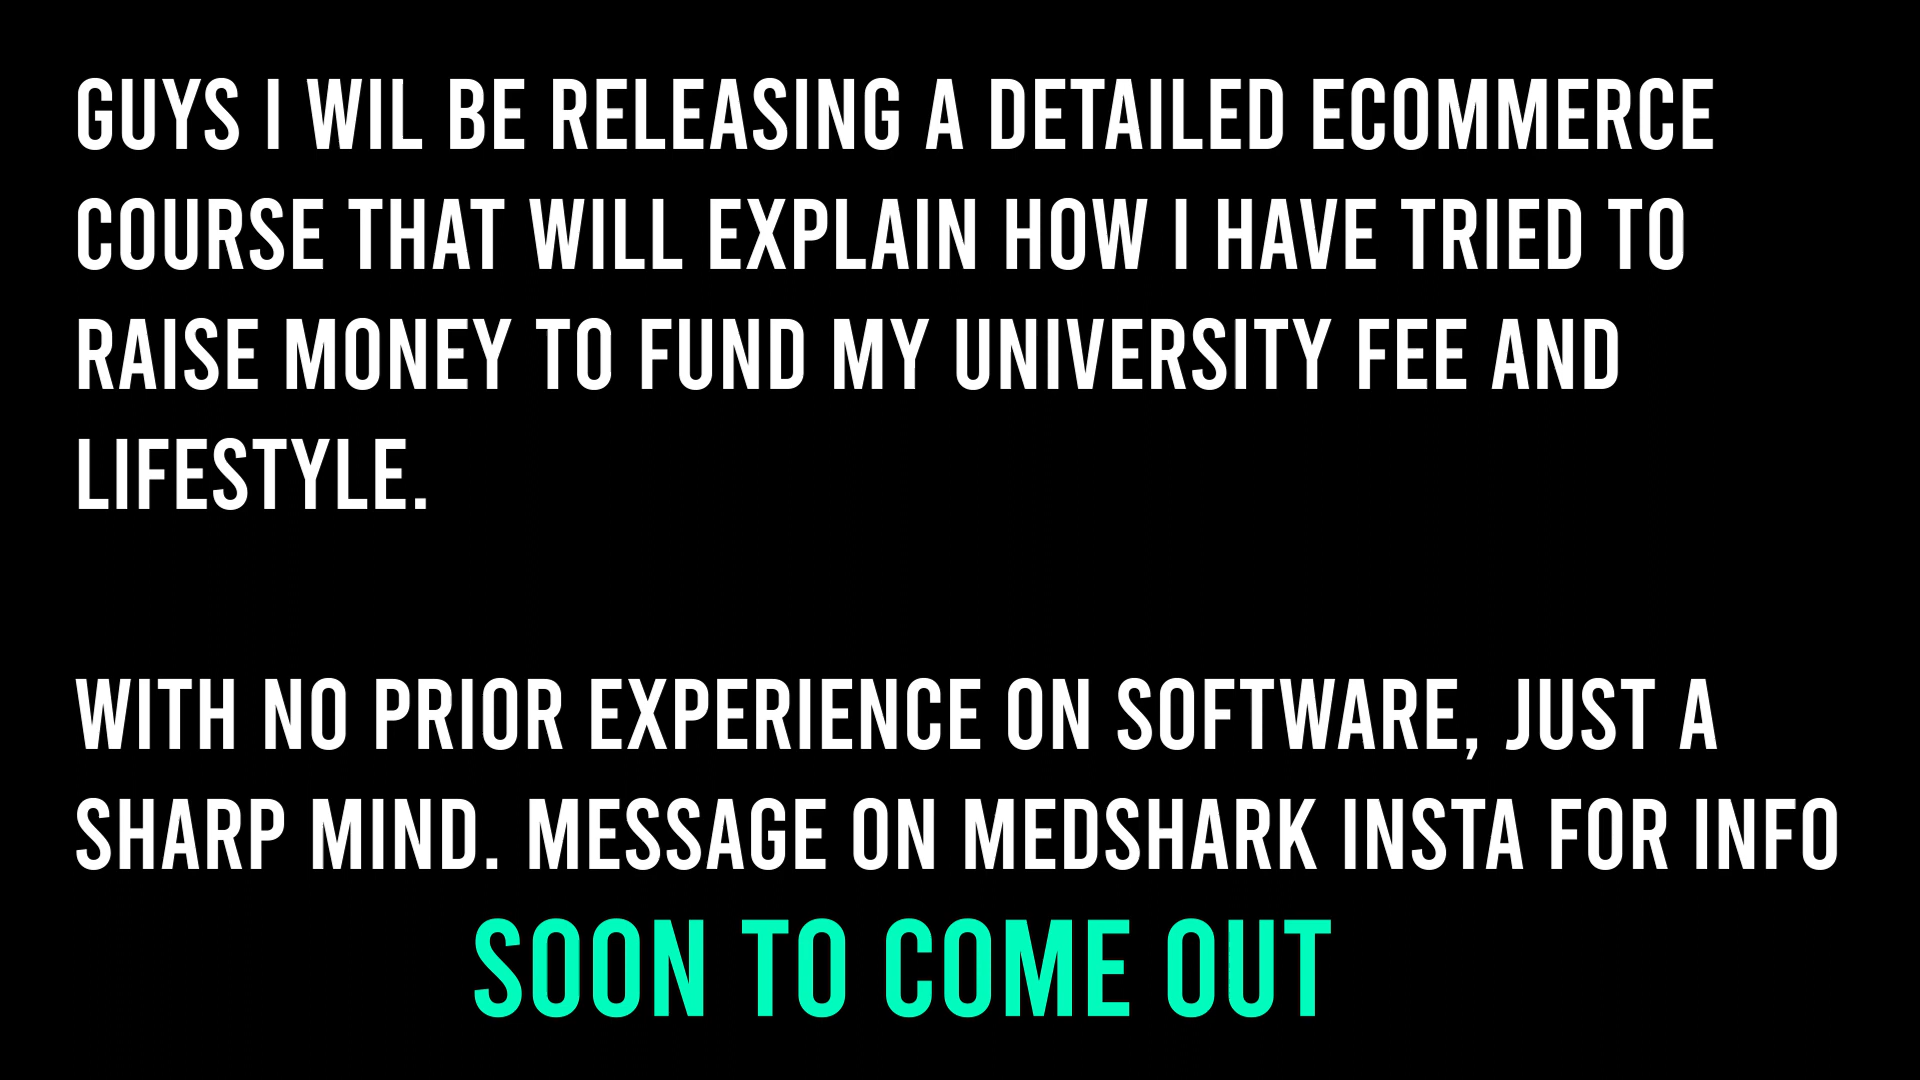 GUYS I WIL BE RELEASING A DETAILED ECOMMERCE
COURSE THAT WILL EXPLAIN HOW I HAVE TRIED TO
RAISE MONEY TO FUND MY UNIVERSITY FEE AND
LIFESTYLE.
WITH NO PRIOR EXPERIENCE ON SOFTWARE, JUST A
SHARP MIND. MESSAGE ON MEDSHARK INSTA FOR INFO
SOON TO COME OUT